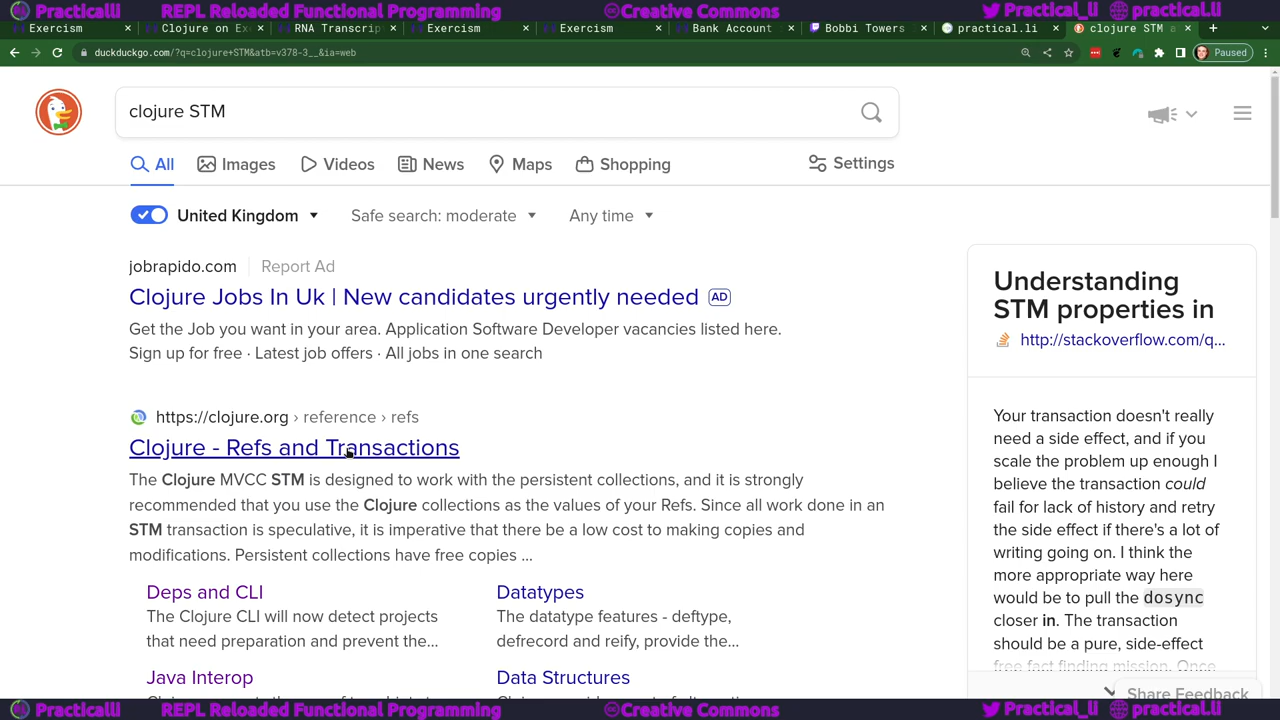 Practicalli REPL Reloaded Functional Programming Creative Commons Practical_li practical.li
Exercism Clojure on Ex RNA Transcrip Exercism Exercism Bank Account Bobbi Towers practical.li clojure STM a
duckduckgo.com/?q=clojure+STM&atb=v378-3__&ia=web Paused
clojure STM
All Images Videos News Maps Shopping Settings
United Kingdom Safe search: moderate Any time
jobrapido.com Report Ad
Clojure Jobs In Uk | New candidates urgently needed AD
Get the Job you want in your area. Application Software Developer vacancies listed here.
Sign up for free · Latest job offers · All jobs in one search
https://clojure.org › reference › refs
Clojure - Refs and Transactions
The Clojure MVCC STM is designed to work with the persistent collections, and it is strongly
recommended that you use the Clojure collections as the values of your Refs. Since all work done in an
STM transaction is speculative, it is imperative that there be a low cost to making copies and
modifications. Persistent collections have free copies ...
Deps and CLI
The Clojure CLI will now detect projects
that need preparation and prevent the...
Datatypes
The datatype features - deftype,
defrecord and reify, provide the...
Java Interop
Data Structures
Understanding
STM properties in
http://stackoverflow.com/q...
Your transaction doesn't really
need a side effect, and if you
scale the problem up enough I
believe the transaction could
fail for lack of history and retry
the side effect if there's a lot of
writing going on. I think the
more appropriate way here
would be to pull the dosync
closer in. The transaction
should be a pure, side-effect
free fact finding mission. Once
Share Feedback
Practicalli REPL Reloaded Functional Programming Creative Commons Practical_li practical.li